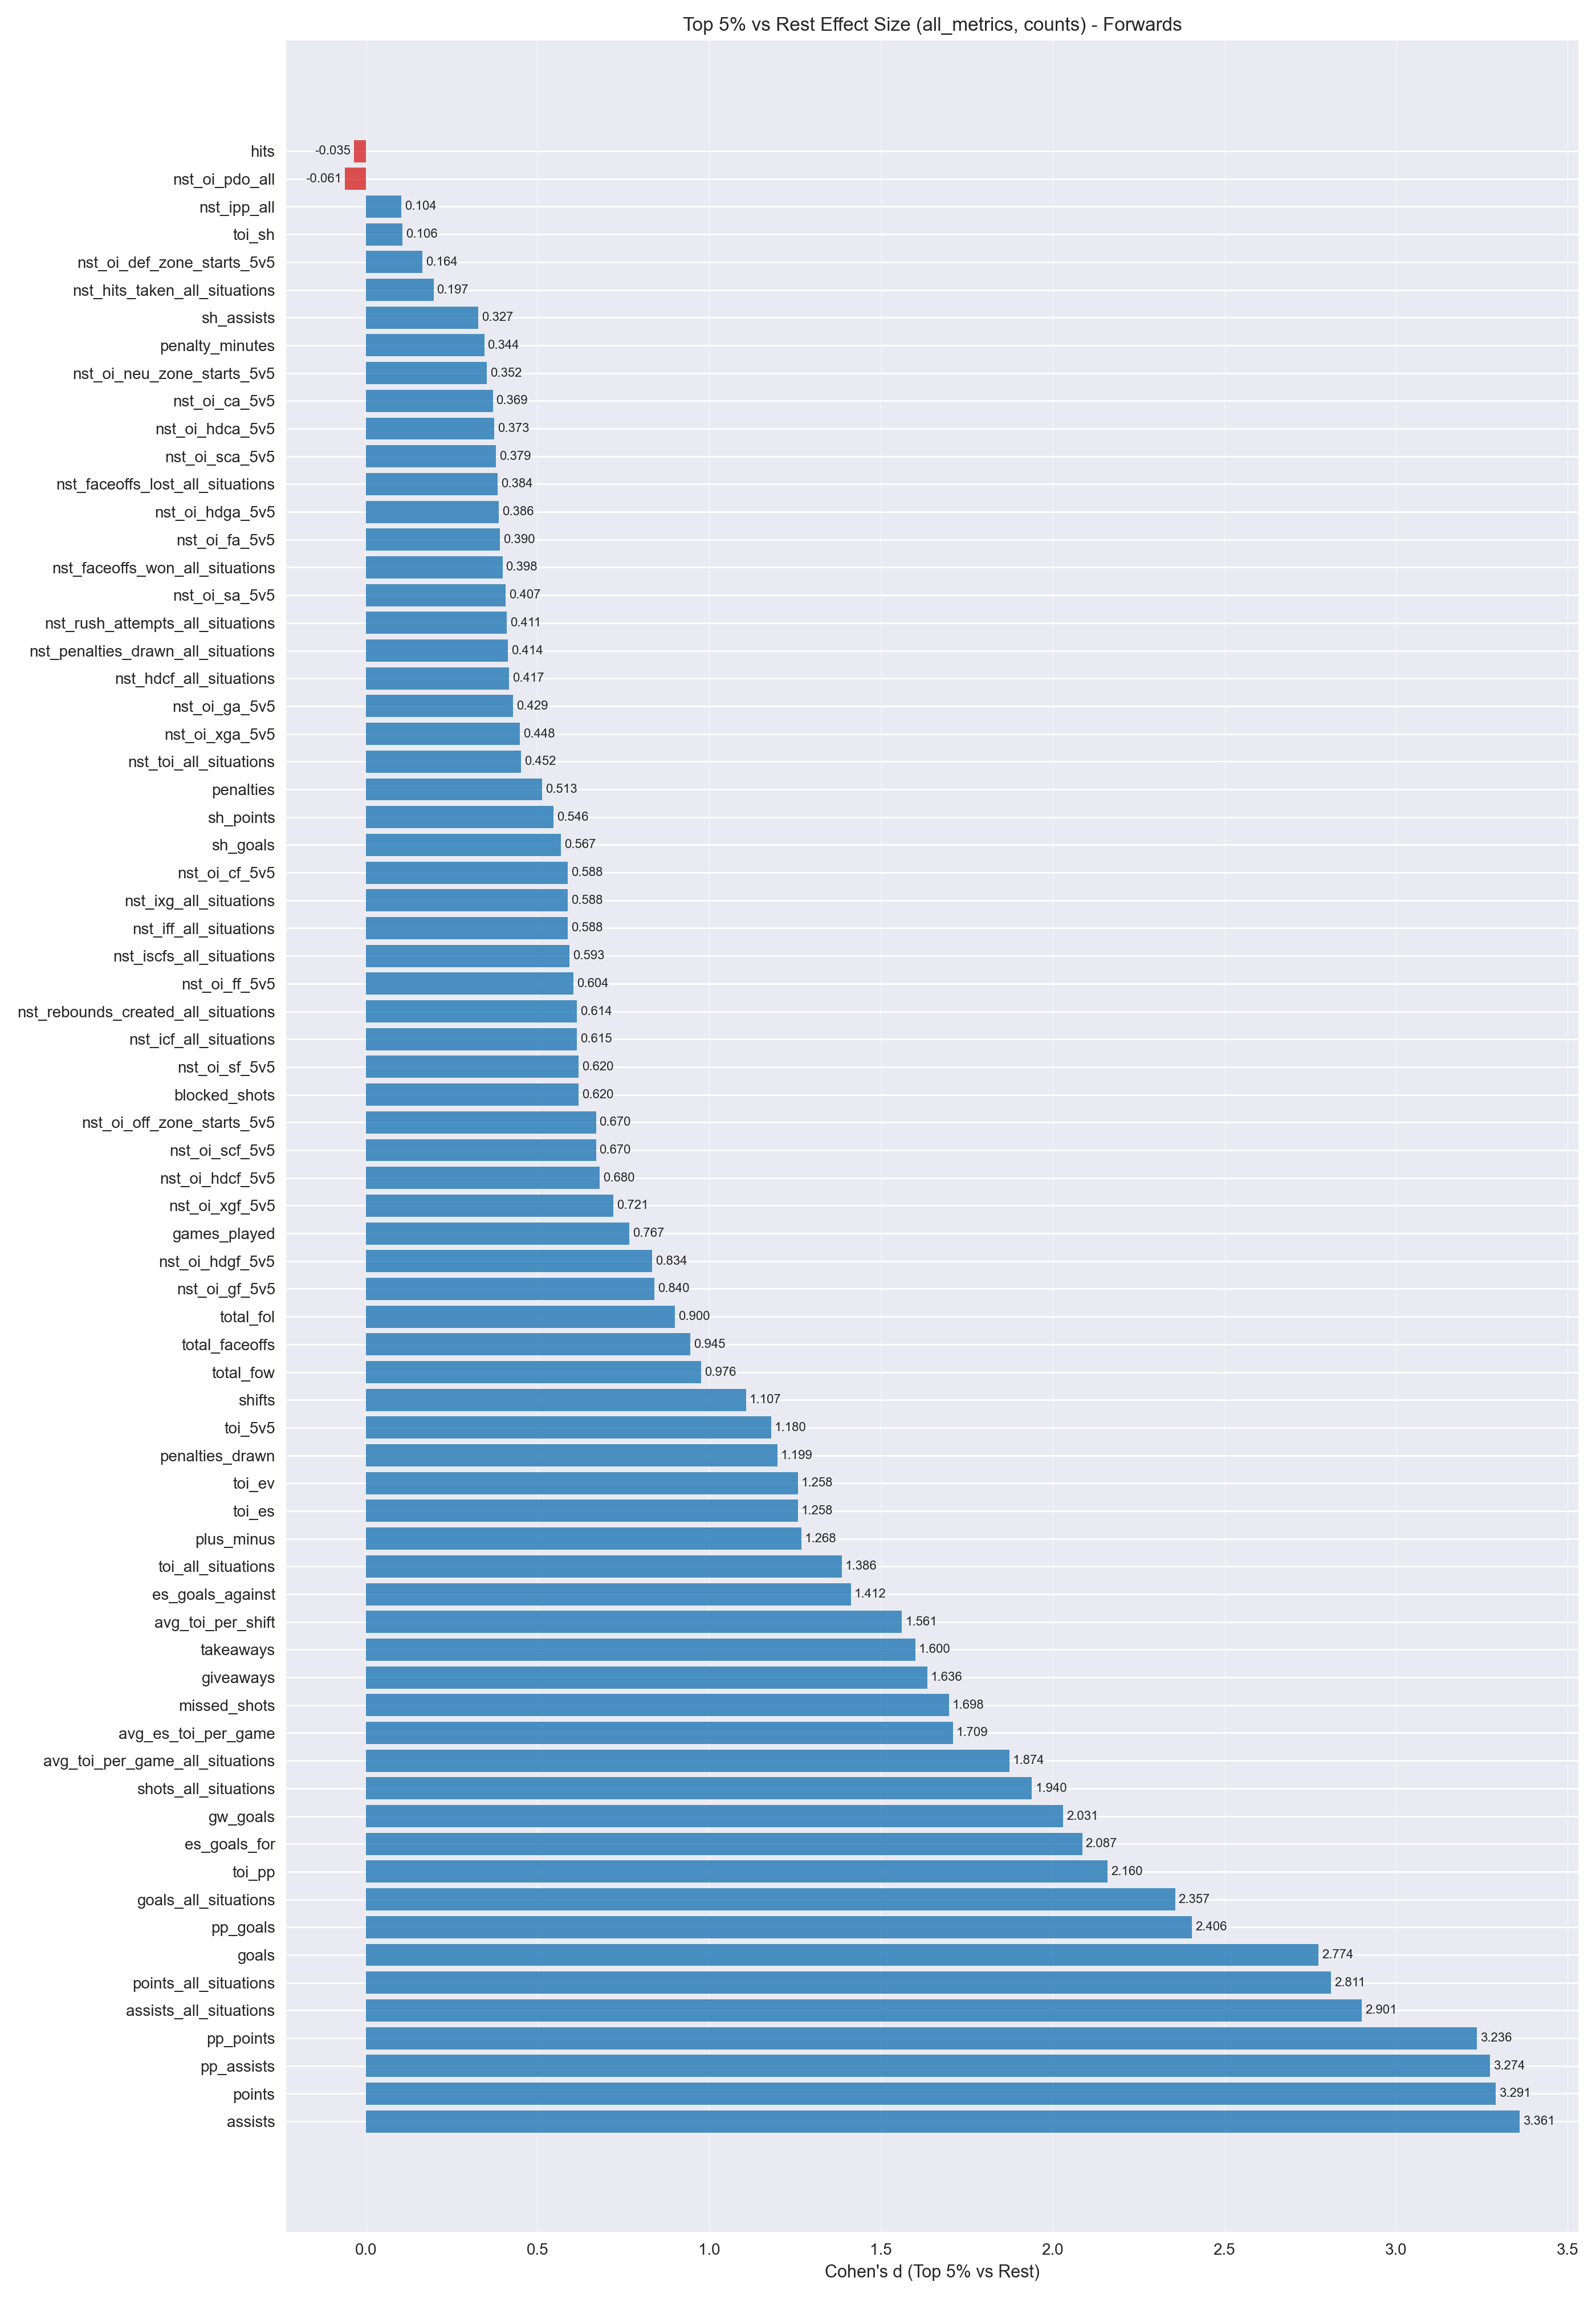 Top 5% vs Rest Effect Size (all_metrics, counts) - Forwards
hits -0.035
nst_oi_pdo_all -0.061
nst_ipp_all 0.104
toi_sh 0.106
nst_oi_def_zone_starts_5v5 0.164
nst_hits_taken_all_situations 0.197
sh_assists 0.327
penalty_minutes 0.344
nst_oi_neu_zone_starts_5v5 0.352
nst_oi_ca_5v5 0.369
nst_oi_hdca_5v5 0.373
nst_oi_sca_5v5 0.379
nst_faceoffs_lost_all_situations 0.384
nst_oi_hdga_5v5 0.386
nst_oi_fa_5v5 0.390
nst_faceoffs_won_all_situations 0.398
nst_oi_sa_5v5 0.407
nst_rush_attempts_all_situations 0.411
nst_penalties_drawn_all_situations 0.414
nst_hdcf_all_situations 0.417
nst_oi_ga_5v5 0.429
nst_oi_xga_5v5 0.448
nst_toi_all_situations 0.452
penalties 0.513
sh_points 0.546
sh_goals 0.567
nst_oi_cf_5v5 0.588
nst_ixg_all_situations 0.588
nst_iff_all_situations 0.588
nst_iscfs_all_situations 0.593
nst_oi_ff_5v5 0.604
nst_rebounds_created_all_situations 0.614
nst_icf_all_situations 0.615
nst_oi_sf_5v5 0.620
blocked_shots 0.620
nst_oi_off_zone_starts_5v5 0.670
nst_oi_scf_5v5 0.670
nst_oi_hdcf_5v5 0.680
nst_oi_xgf_5v5 0.721
games_played 0.767
nst_oi_hdgf_5v5 0.834
nst_oi_gf_5v5 0.840
total_fol 0.900
total_faceoffs 0.945
total_fow 0.976
shifts 1.107
toi_5v5 1.180
penalties_drawn 1.199
toi_ev 1.258
toi_es 1.258
plus_minus 1.268
toi_all_situations 1.386
es_goals_against 1.412
avg_toi_per_shift 1.561
takeaways 1.600
giveaways 1.636
missed_shots 1.698
avg_es_toi_per_game 1.709
avg_toi_per_game_all_situations 1.874
shots_all_situations 1.940
gw_goals 2.031
es_goals_for 2.087
toi_pp 2.160
goals_all_situations 2.357
pp_goals 2.406
goals 2.774
points_all_situations 2.811
assists_all_situations 2.901
pp_points 3.236
pp_assists 3.274
points 3.291
assists 3.361
0.0 0.5 1.0 1.5 2.0 2.5 3.0 3.5
Cohen's d (Top 5% vs Rest)